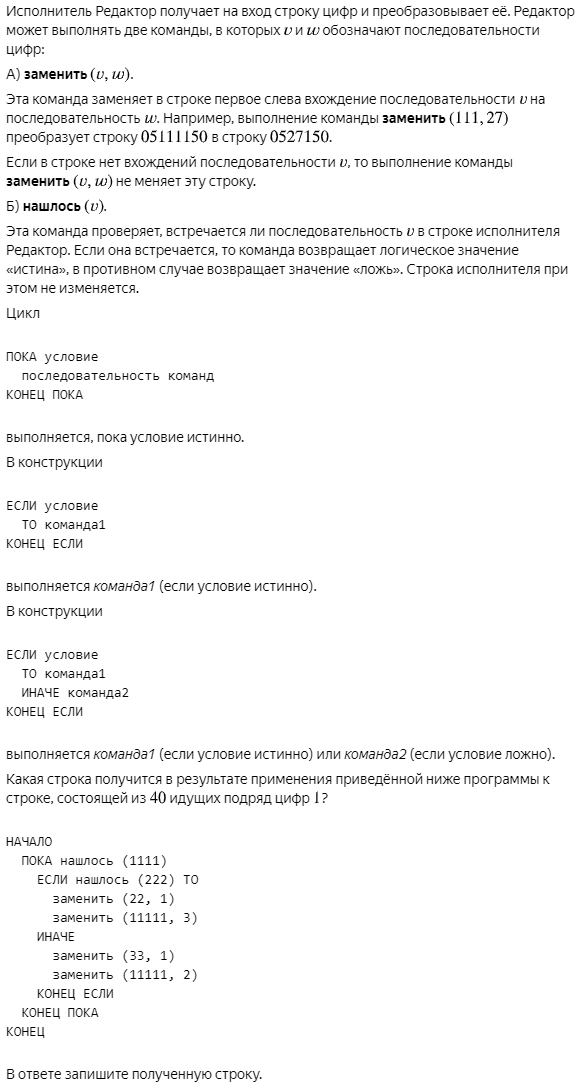 Исполнитель Редактор получает на вход строку цифр и преобразовывает её. Редактор
может выполнять две команды, в которых v и w обозначают последовательности
цифр:
А) заменить (v, w).
Эта команда заменяет в строке первое слева вхождение последовательности v на
последовательность w. Например, выполнение команды заменить (111, 27)
преобразует строку 05111150 в строку 0527150.
Если в строке нет вхождений последовательности v, то выполнение команды
заменить (v, w) не меняет эту строку.
Б) нашлось (v).
Эта команда проверяет, встречается ли последовательность v в строке исполнителя
Редактор. Если она встречается, то команда возвращает логическое значение
«истина», в противном случае возвращает значение «ложь». Строка исполнителя при
этом не изменяется.
Цикл
ПОКА условие
последовательность команд
КОНЕЦ ПОКА
выполняется, пока условие истинно.
В конструкции
ЕСЛИ условие
ТО команда1
КОНЕЦ ЕСЛИ
выполняется команда1 (если условие истинно).
В конструкции
ЕСЛИ условие
ТО команда1
ИНАЧЕ команда2
КОНЕЦ ЕСЛИ
выполняется команда1 (если условие истинно) или команда2 (если условие ложно).
Какая строка получится в результате применения приведённой ниже программы к
строке, состоящей из 40 идущих подряд цифр 1?
НАЧАЛО
ПОКА нашлось (1111)
ЕСЛИ нашлось (222) ТО
заменить (22, 1)
заменить (11111, 3)
ИНАЧЕ
заменить (33, 1)
заменить (11111, 2)
КОНЕЦ ЕСЛИ
КОНЕЦ ПОКА
КОНЕЦ
В ответе запишите полученную строку.